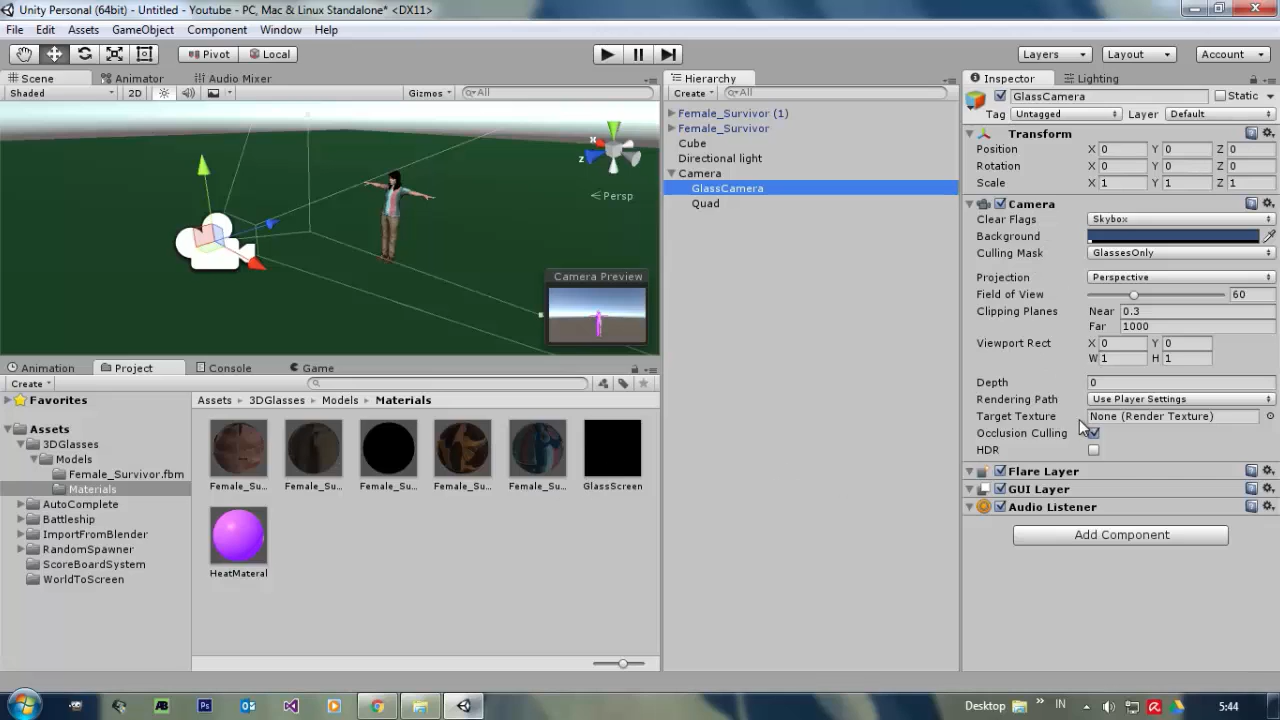 Unity Personal (64bit) - Untitled - Youtube - PC, Mac & Linux Standalone* <DX11>
File Edit Assets GameObject Component Window Help
Pivot Local Layers Layout Account
Scene Animator Audio Mixer
Shaded 2D Gizmos All
x
z
Persp
Camera Preview
Hierarchy
Create All
Female_Survivor (1)
Female_Survivor
Cube
Directional light
Camera
GlassCamera
Quad
Inspector Lighting
GlassCamera Static
Tag Untagged Layer Default
Transform
Position X 0 Y 0 Z 0
Rotation X 0 Y 0 Z 0
Scale X 1 Y 1 Z 1
Camera
Clear Flags Skybox
Background
Culling Mask GlassesOnly
Projection Perspective
Field of View 60
Clipping Planes Near 0.3
Far 1000
Viewport Rect X 0 Y 0
W 1 H 1
Depth 0
Rendering Path Use Player Settings
Target Texture None (Render Texture)
Occlusion Culling
HDR
Flare Layer
GUI Layer
Audio Listener
Add Component
Animation Project Console Game
Create
Favorites
Assets
3DGlasses
Models
Female_Survivor.fbm
Materials
AutoComplete
Battleship
ImportFromBlender
RandomSpawner
ScoreBoardSystem
WorldToScreen
Assets 3DGlasses Models Materials
Female_Su... Female_Su... Female_Su... Female_Su... Female_Su... GlassScreen
HeatMateral
AB Ps Desktop » IN 5:44